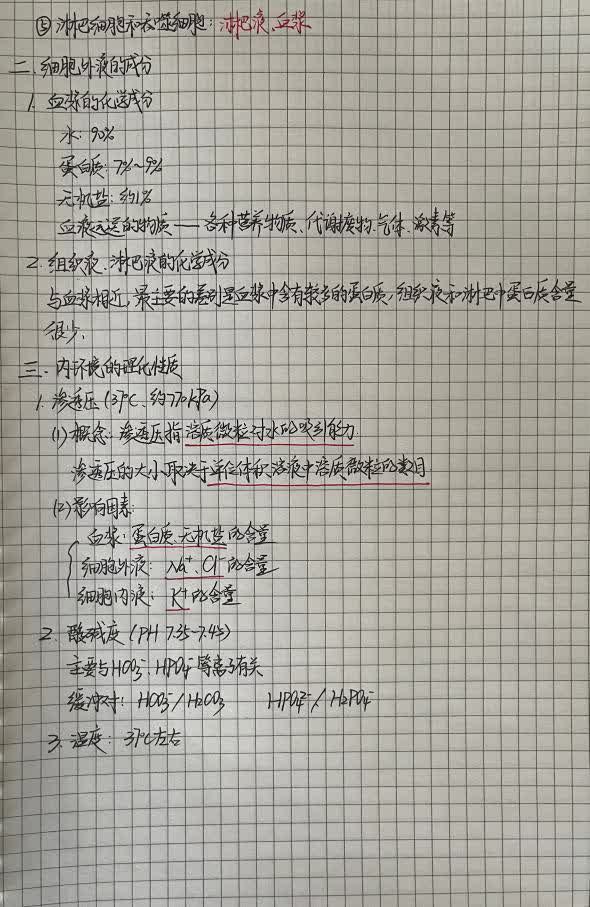 ⑤ 淋巴细胞和吞噬细胞：淋巴液、血浆
二. 细胞外液的成分
1. 血浆的化学成分
水：90%
蛋白质：7%~9%
无机盐：约1%
血液运送的物质——各种营养物质、代谢废物、气体、激素等
2. 组织液、淋巴液的化学成分
与血浆相近，最主要的差别是血浆中含有较多的蛋白质，组织液和淋巴中蛋白质含量
很少。
三. 内环境的理化性质
1. 渗透压（37℃、约770kPa）
(1) 概念：渗透压指溶质微粒对水的吸引能力.
渗透压的大小取决于单位体积溶液中溶质微粒的数目.
(2) 影响因素：
血浆：蛋白质、无机盐的含量
细胞外液：Na⁺、Cl⁻的含量
细胞内液：K⁺的含量
2. 酸碱度（PH 7.35-7.45）
主要与HCO₃⁻、HPO₄⁻等离子有关
缓冲对：HCO₃⁻/H₂CO₃  HPO₄²⁻/H₂PO₄⁻
3. 温度：37℃左右